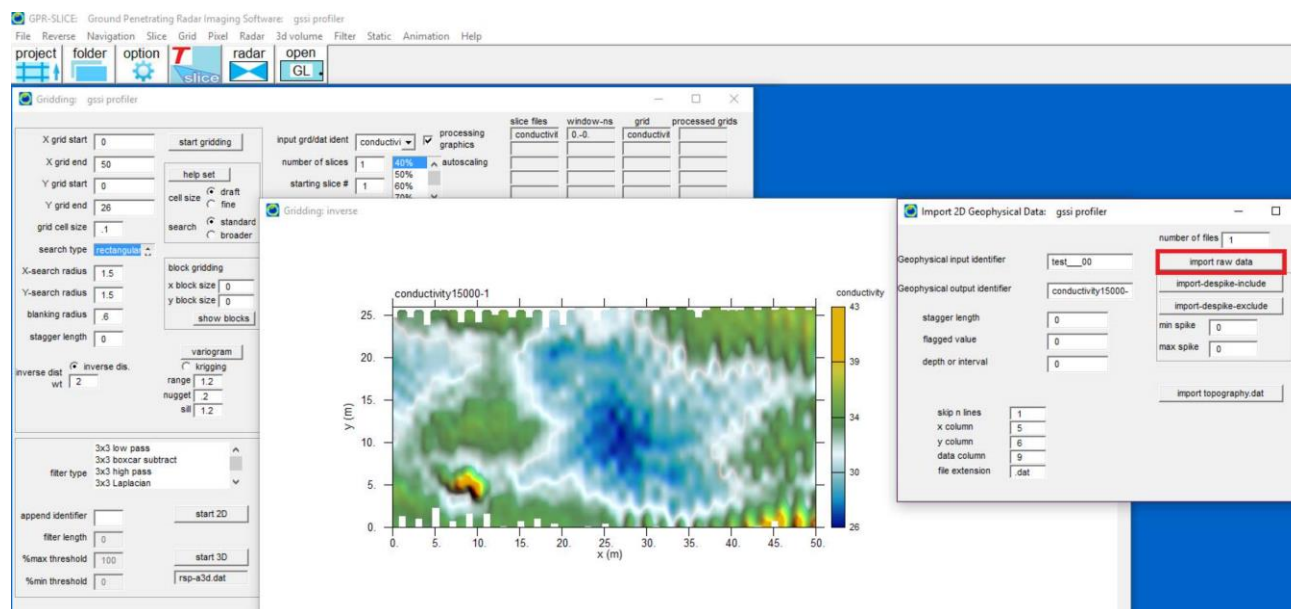 GPR-SLICE: Ground Penetrating Radar Imaging Software: gssi profiler
File Reverse Navigation Slice Grid Pixel Radar 3d volume Filter Static Animation Help
project folder option T slice radar open GL
Gridding: gssi profiler
X grid start 0
X grid end 50
Y grid start 0
Y grid end 26
grid cell size .1
search type rectangular
X-search radius 1.5
Y-search radius 1.5
blanking radius .6
stagger length 0
inverse dist wt 2
inverse dis.
start gridding
help set
cell size draft
fine
search standard
broader
block gridding
x block size 0
y block size 0
show blocks
variogram
krigging
range 1.2
nugget .2
sill 1.2
input grd/dat ident conductivi
processing graphics
number of slices 1
starting slice # 1
40%
50%
60%
70%
autoscaling
slice files window-ns grid processed grids
conductivit 0.-0. conductivit
filter type
3x3 low pass
3x3 boxcar subtract
3x3 high pass
3x3 Laplacian
append identifier
start 2D
filter length 0
%max threshold 100
start 3D
%min threshold 0
rsp-a3d.dat
Gridding: inverse
conductivity15000-1
conductivity
25.
20.
15.
10.
5.
0.
y (m)
0. 5. 10. 15. 20. 25. 30. 35. 40. 45. 50.
x (m)
43
39
34
30
26
Import 2D Geophysical Data: gssi profiler
number of files 1
Geophysical input identifier test___00
import raw data
import-despike-include
Geophysical output identifier conductivity15000-
import-despike-exclude
stagger length 0
min spike 0
flagged value 0
max spike 0
depth or interval 0
import topography.dat
skip n lines 1
x column 5
y column 6
data column 9
file extension .dat